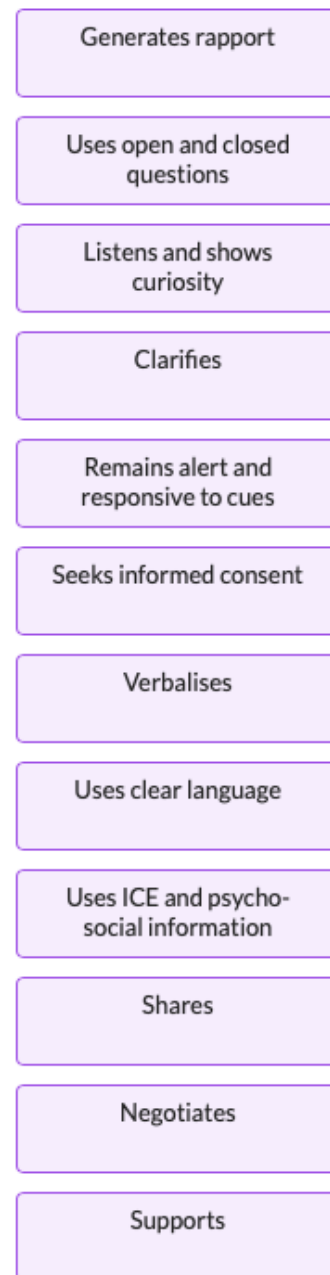 Generates rapport
Uses open and closed
questions
Listens and shows
curiosity
Clarifies
Remains alert and
responsive to cues
Seeks informed consent
Verbalises
Uses clear language
Uses ICE and psycho-
social information
Shares
Negotiates
Supports